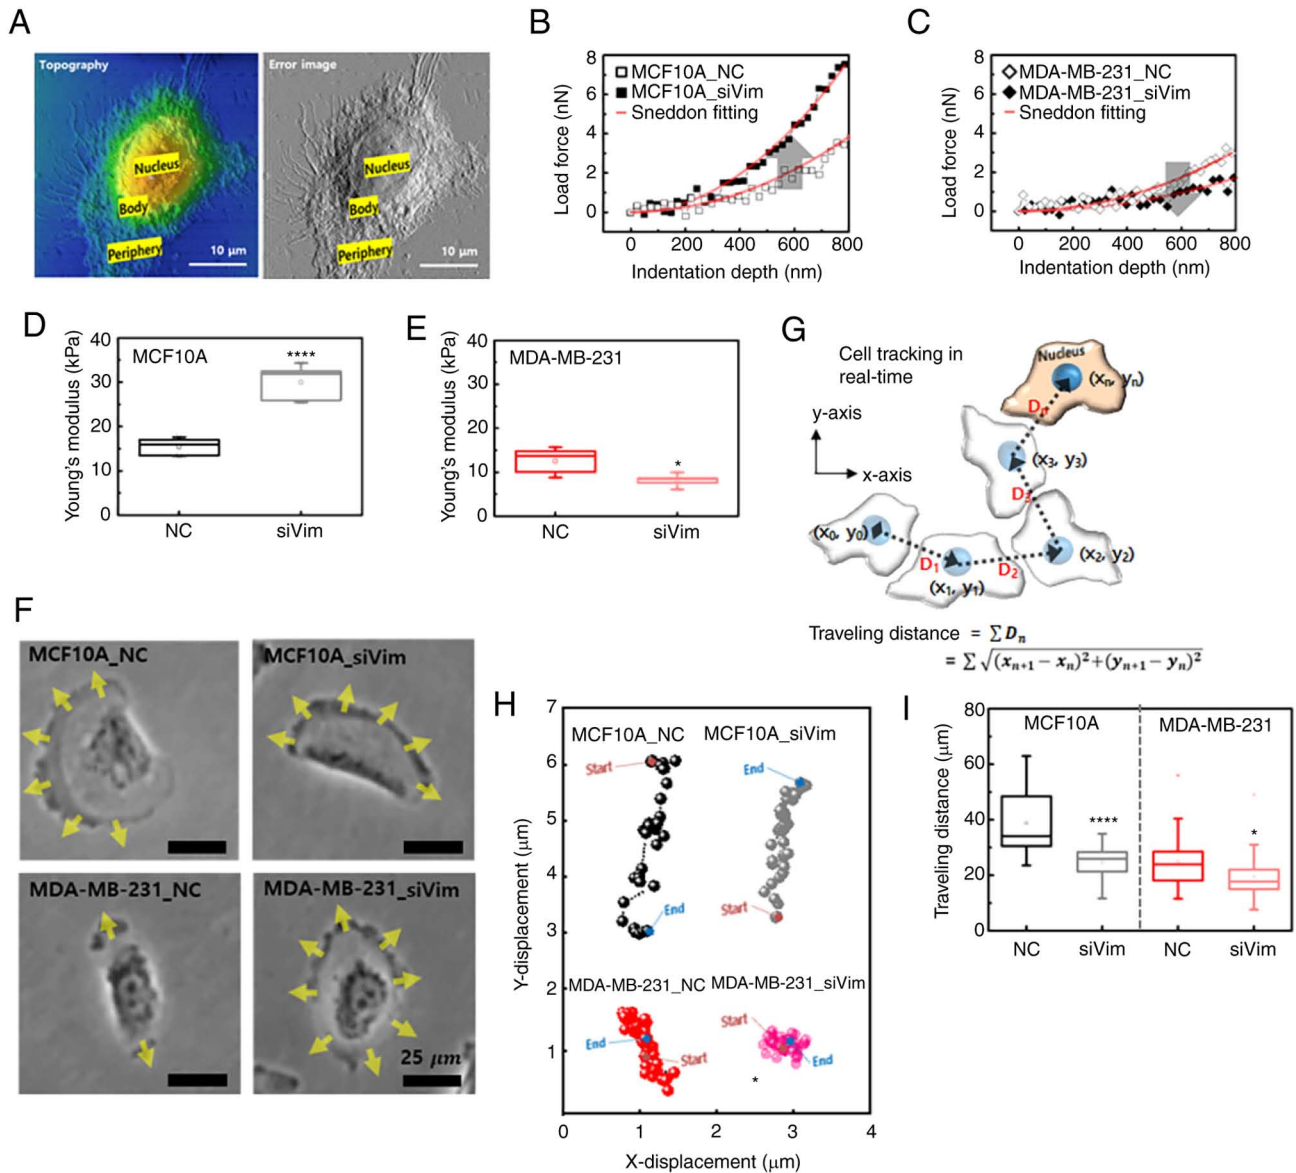 A
Topography
Nucleus
Body
Periphery
10 μm
Error image
Nucleus
Body
Periphery
10 μm
B
Load force (nN)
8
6
4
2
0
MCF10A_NC
MCF10A_siVim
Sneddon fitting
0 200 400 600 800
Indentation depth (nm)
C
Load force (nN)
8
6
4
2
0
MDA-MB-231_NC
MDA-MB-231_siVim
Sneddon fitting
0 200 400 600 800
Indentation depth (nm)
D
Young's modulus (kPa)
40
30
20
10
0
MCF10A
****
NC siVim
E
Young's modulus (kPa)
40
30
20
10
0
MDA-MB-231
*
NC siVim
G
Cell tracking in
real-time
y-axis
x-axis
Nucleus
(xn, yn)
Dn
(x3, y3)
D3
(x0, y0)
D1
(x1, y1)
D2
(x2, y2)
Traveling distance = ∑Dn
= ∑√(xn+1 − xn)²+(yn+1 − yn)²
F
MCF10A_NC
MCF10A_siVim
MDA-MB-231_NC
MDA-MB-231_siVim
25 μm
H
Y-displacement (μm)
7
6
5
4
3
2
1
MCF10A_NC
Start
End
MCF10A_siVim
End
Start
MDA-MB-231_NC
End
Start
MDA-MB-231_siVim
Start
End
*
0 1 2 3 4
X-displacement (μm)
I
Traveling distance (μm)
80
60
40
20
0
MCF10A
MDA-MB-231
****
*
NC siVim NC siVim